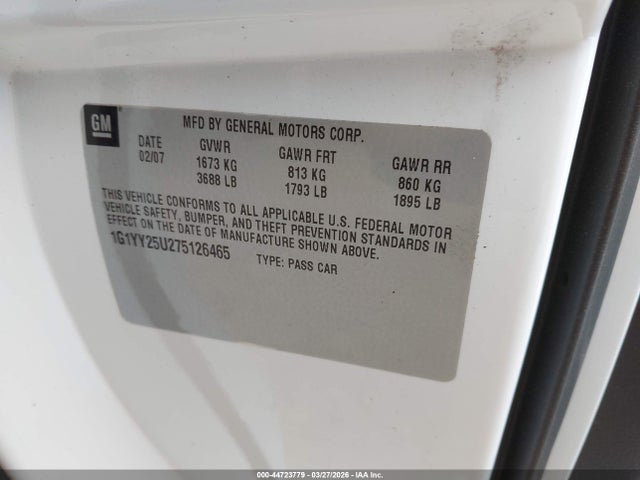 GM
MFD BY GENERAL MOTORS CORP.
DATE GVWR GAWR FRT GAWR RR
02/07 1673 KG 813 KG 860 KG
3688 LB 1793 LB 1895 LB
THIS VEHICLE CONFORMS TO ALL APPLICABLE U.S. FEDERAL MOTOR
VEHICLE SAFETY, BUMPER, AND THEFT PREVENTION STANDARDS IN
EFFECT ON THE DATE OF MANUFACTURE SHOWN ABOVE.
1G1YY25U275126465 TYPE: PASS CAR
000-44723779 | 03/27/2026 | IAA Inc.